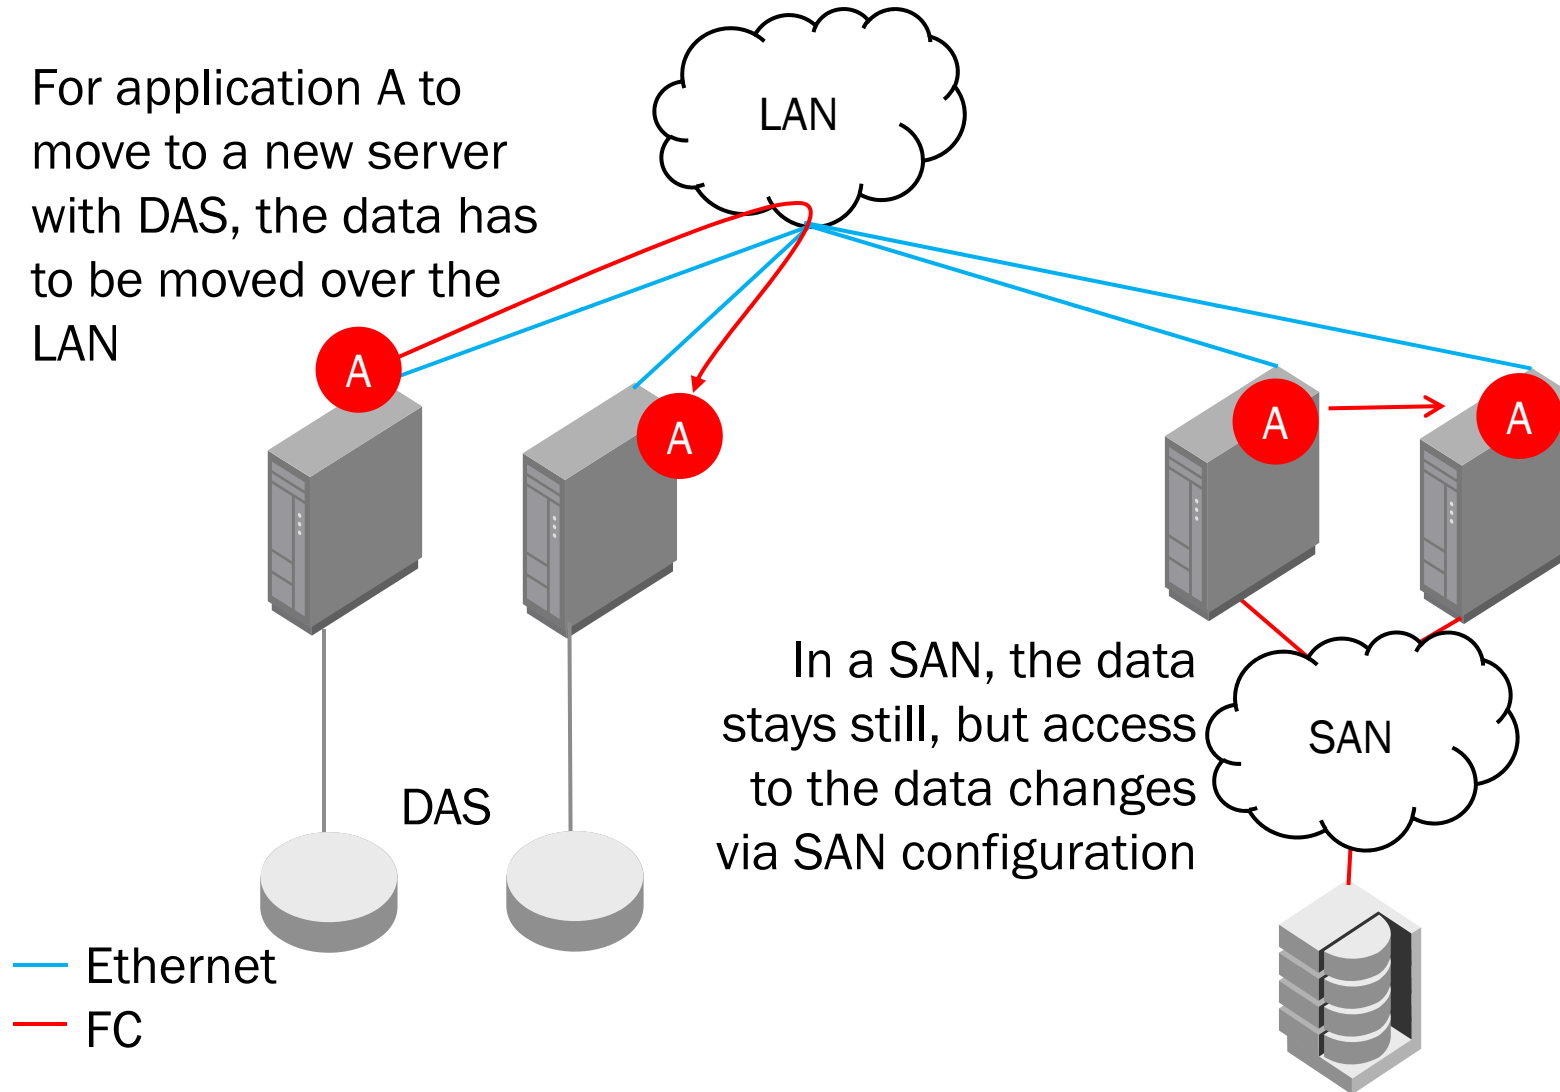 LAN
For application A to
move to a new server
with DAS, the data has
to be moved over the
LAN
A
A
A
A
In a SAN, the data
stays still, but access
to the data changes
via SAN configuration
SAN
DAS
Ethernet
FC